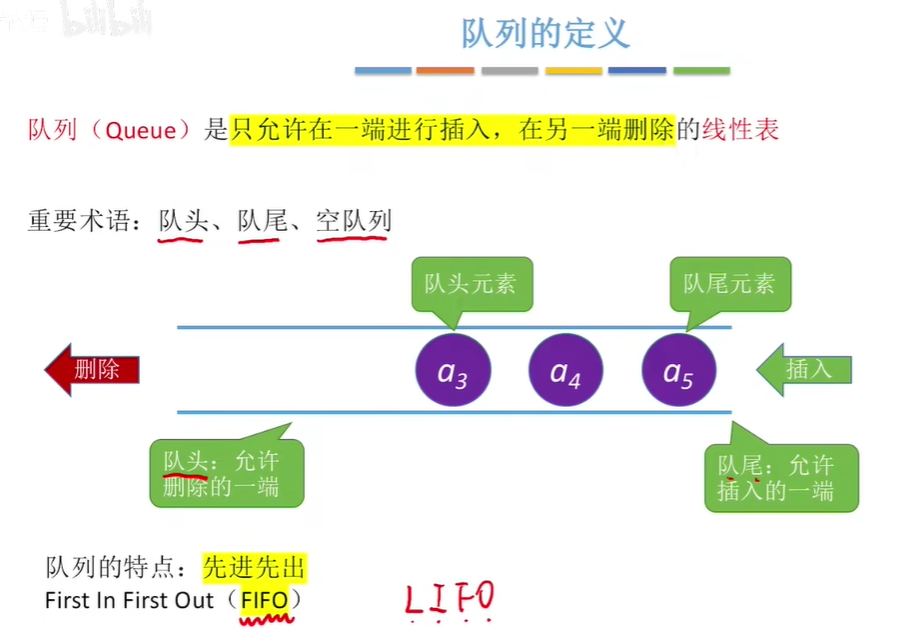 bilibili
队列的定义
队列（Queue）是只允许在一端进行插入，在另一端删除的线性表
重要术语：队头、队尾、空队列
队头元素
队尾元素
删除
a3
a4
a5
插入
队头：允许
删除的一端
队尾：允许
插入的一端
队列的特点：先进先出
First In First Out（FIFO）
LIFO